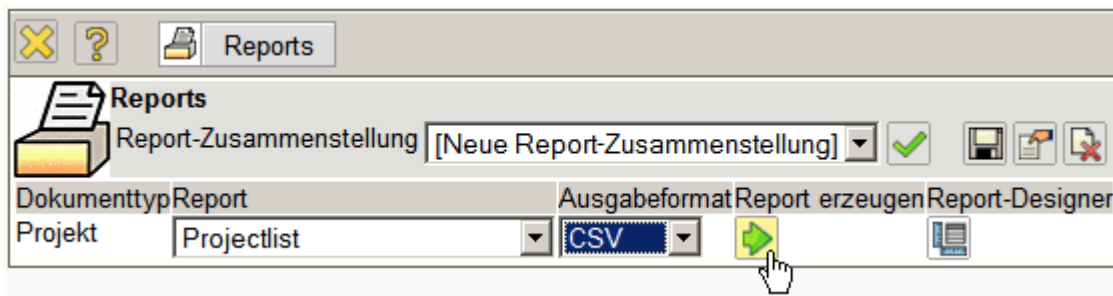 Reports
Reports
Report-Zusammenstellung [Neue Report-Zusammenstellung]
Dokumenttyp Report Ausgabeformat Report erzeugen Report-Designer
Projekt Projectlist CSV